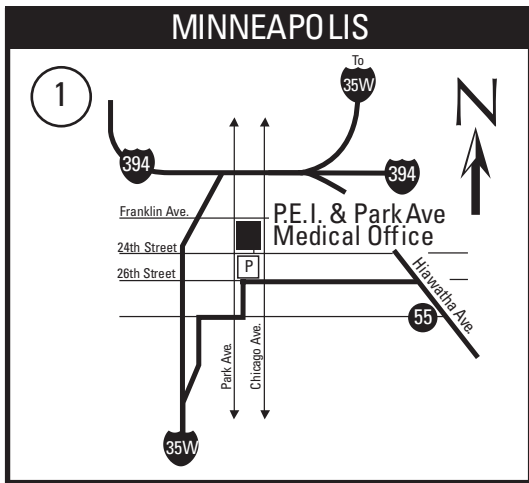 MINNEAPOLIS
1
To
35W
N
394
394
Franklin Ave.
P.E.I. & Park Ave
Medical Office
24th Street
P
26th Street
Hiawatha Ave.
55
Park Ave.
Chicago Ave.
35W